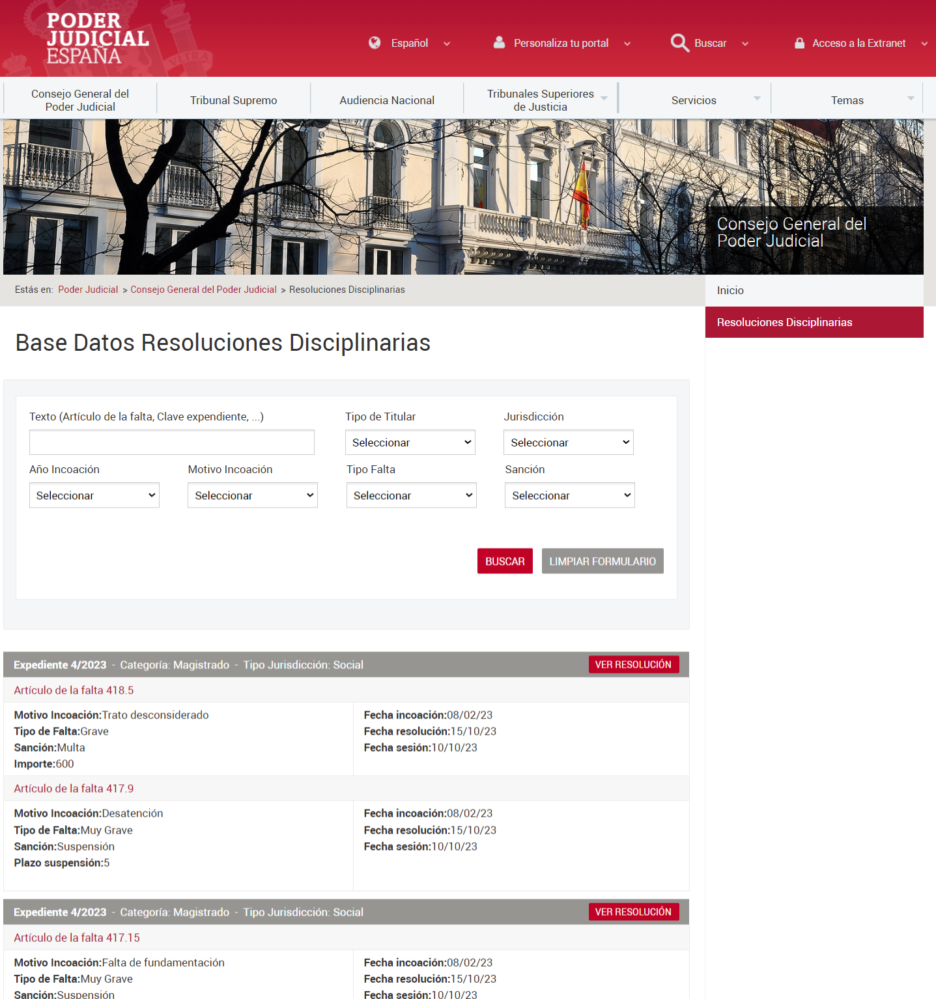 PODER
JUDICIAL
ESPAÑA
Español
Personaliza tu portal
Buscar
Acceso a la Extranet
Consejo General del
Poder Judicial
Tribunal Supremo
Audiencia Nacional
Tribunales Superiores
de Justicia
Servicios
Temas
Consejo General del
Poder Judicial
Estás en: Poder Judicial > Consejo General del Poder Judicial > Resoluciones Disciplinarias
Inicio
Resoluciones Disciplinarias
Base Datos Resoluciones Disciplinarias
Texto (Artículo de la falta, Clave expendiente, ...)
Tipo de Titular
Jurisdicción
Seleccionar
Seleccionar
Año Incoación
Motivo Incoación
Tipo Falta
Sanción
Seleccionar
Seleccionar
Seleccionar
Seleccionar
BUSCAR
LIMPIAR FORMULARIO
Expediente 4/2023 - Categoría: Magistrado - Tipo Jurisdicción: Social
VER RESOLUCIÓN
Artículo de la falta 418.5
Motivo Incoación:Trato desconsiderado
Tipo de Falta:Grave
Sanción:Multa
Importe:600
Fecha incoación:08/02/23
Fecha resolución:15/10/23
Fecha sesión:10/10/23
Artículo de la falta 417.9
Motivo Incoación:Desatención
Tipo de Falta:Muy Grave
Sanción:Suspensión
Plazo suspensión:5
Fecha incoación:08/02/23
Fecha resolución:15/10/23
Fecha sesión:10/10/23
Expediente 4/2023 - Categoría: Magistrado - Tipo Jurisdicción: Social
VER RESOLUCIÓN
Artículo de la falta 417.15
Motivo Incoación:Falta de fundamentación
Tipo de Falta:Muy Grave
Sanción:Suspensión
Fecha incoación:08/02/23
Fecha resolución:15/10/23
Fecha sesión:10/10/23